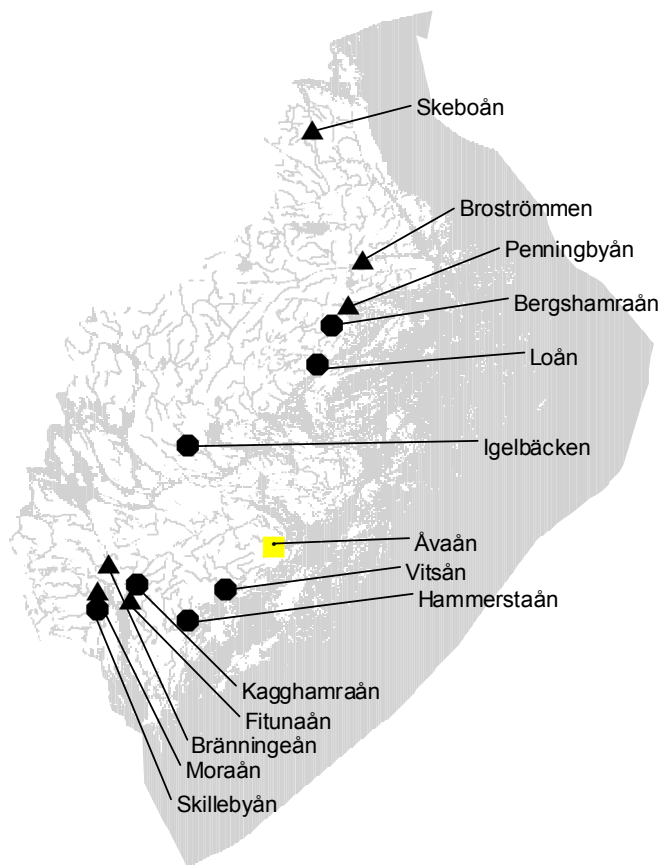 Skeboån
Broströmmen
Penningbyån
Bergshamraån
Loån
Igelbäcken
Åvaån
Vitsån
Hammerstaån
Kagghamraån
Fitunaån
Bränningeån
Moraån
Skillebyån